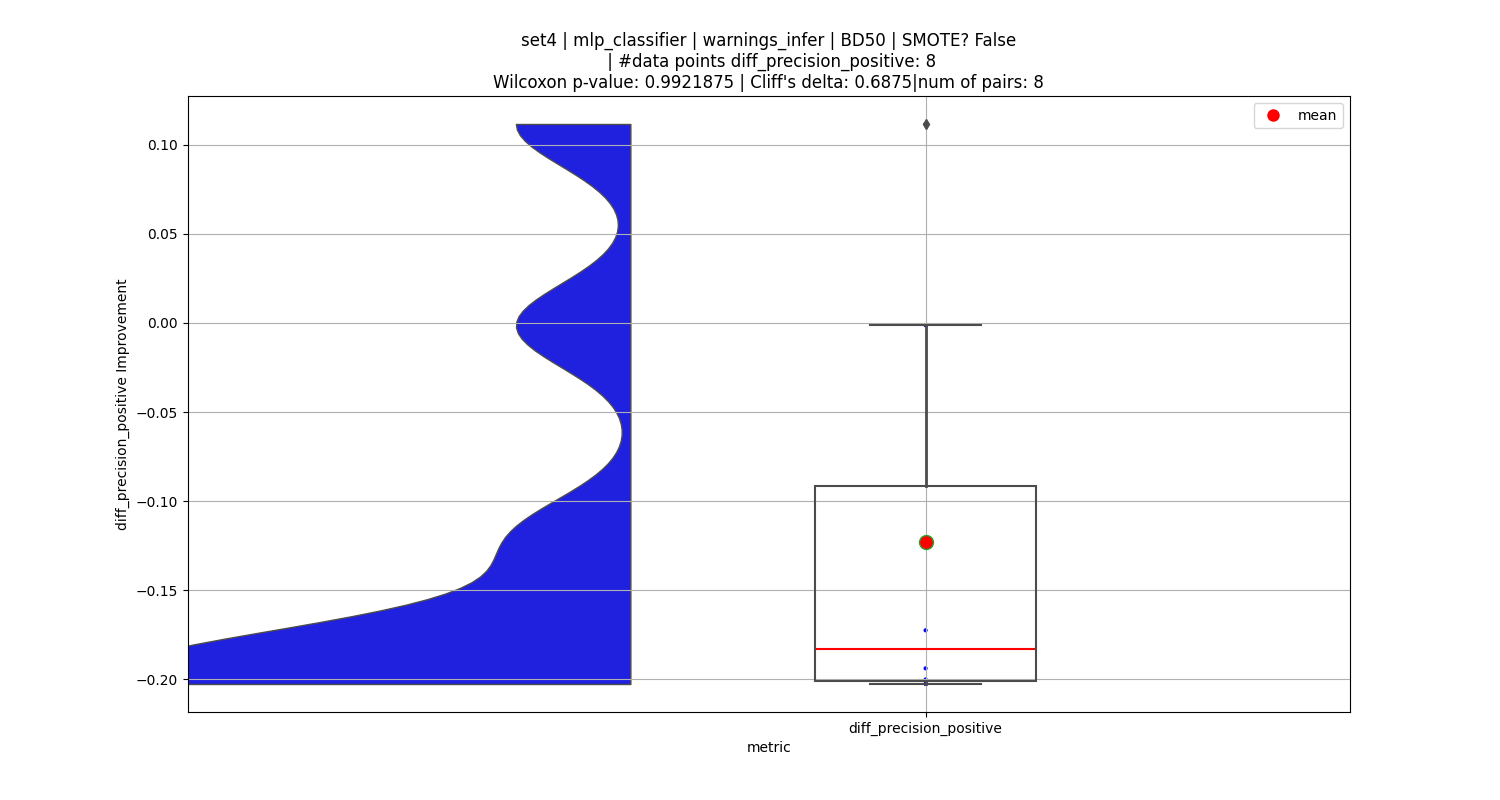 set4 | mlp_classifier | warnings_infer | BD50 | SMOTE? False
| #data points diff_precision_positive: 8
Wilcoxon p-value: 0.9921875 | Cliff's delta: 0.6875|num of pairs: 8
mean
0.10
0.05
0.00
−0.05
−0.10
−0.15
−0.20
diff_precision_positive Improvement
diff_precision_positive
metric